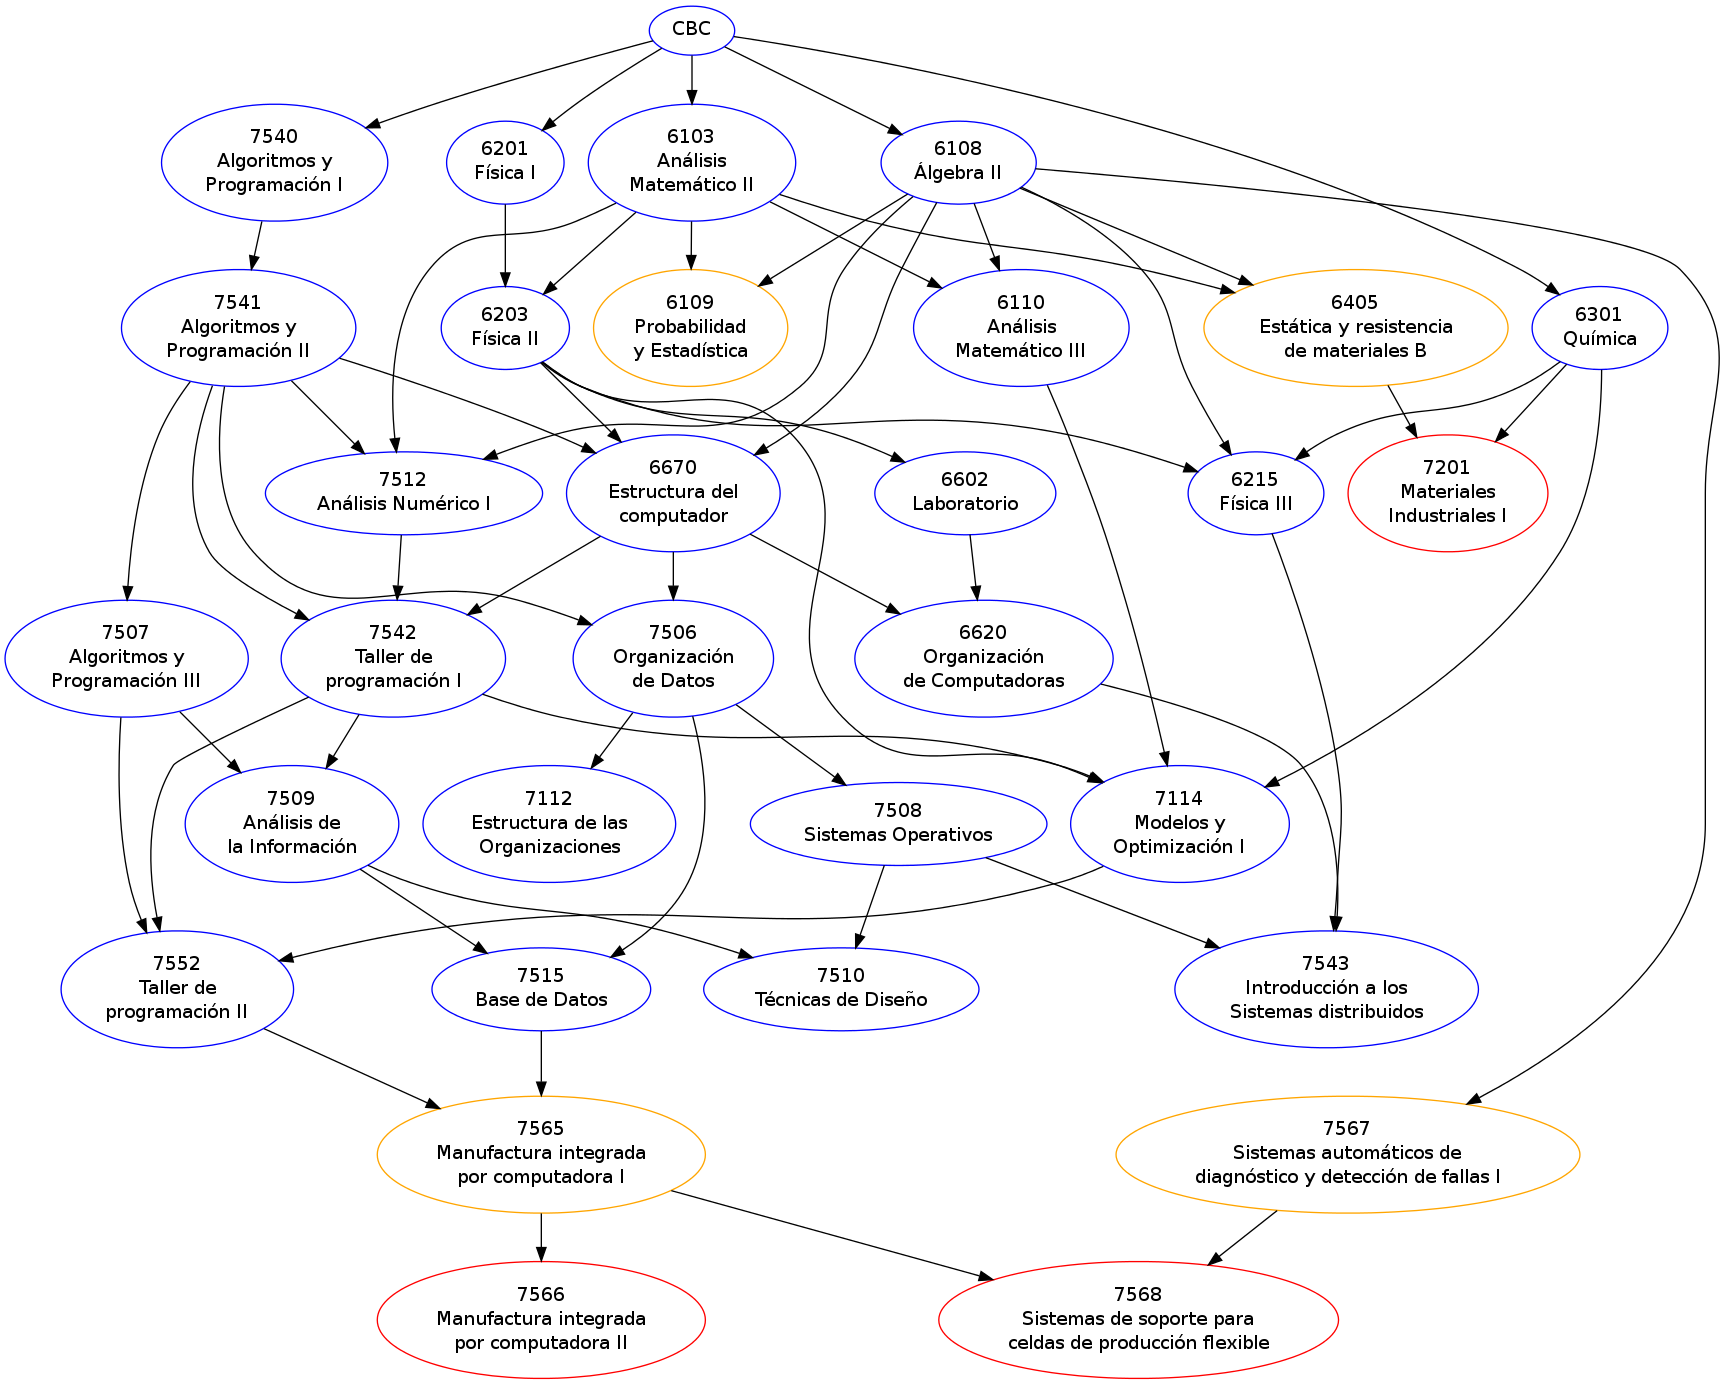 CBC
7540
Algoritmos y
Programación I
6201
Física I
6103
Análisis
Matemático II
6108
Álgebra II
7541
Algoritmos y
Programación II
6203
Física II
6109
Probabilidad
y Estadística
6110
Análisis
Matemático III
6405
Estática y resistencia
de materiales B
6301
Química
7512
Análisis Numérico I
6670
Estructura del
computador
6602
Laboratorio
6215
Física III
7201
Materiales
Industriales I
7507
Algoritmos y
Programación III
7542
Taller de
programación I
7506
Organización
de Datos
6620
Organización
de Computadoras
7509
Análisis de
la Información
7112
Estructura de las
Organizaciones
7508
Sistemas Operativos
7114
Modelos y
Optimización I
7552
Taller de
programación II
7515
Base de Datos
7510
Técnicas de Diseño
7543
Introducción a los
Sistemas distribuidos
7565
Manufactura integrada
por computadora I
7567
Sistemas automáticos de
diagnóstico y detección de fallas I
7566
Manufactura integrada
por computadora II
7568
Sistemas de soporte para
celdas de producción flexible